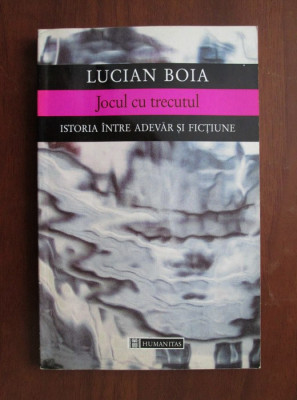 LUCIAN BOIA
Jocul cu trecutul
ISTORIA ÎNTRE ADEVĂR ȘI FICȚIUNE
HUMANITAS